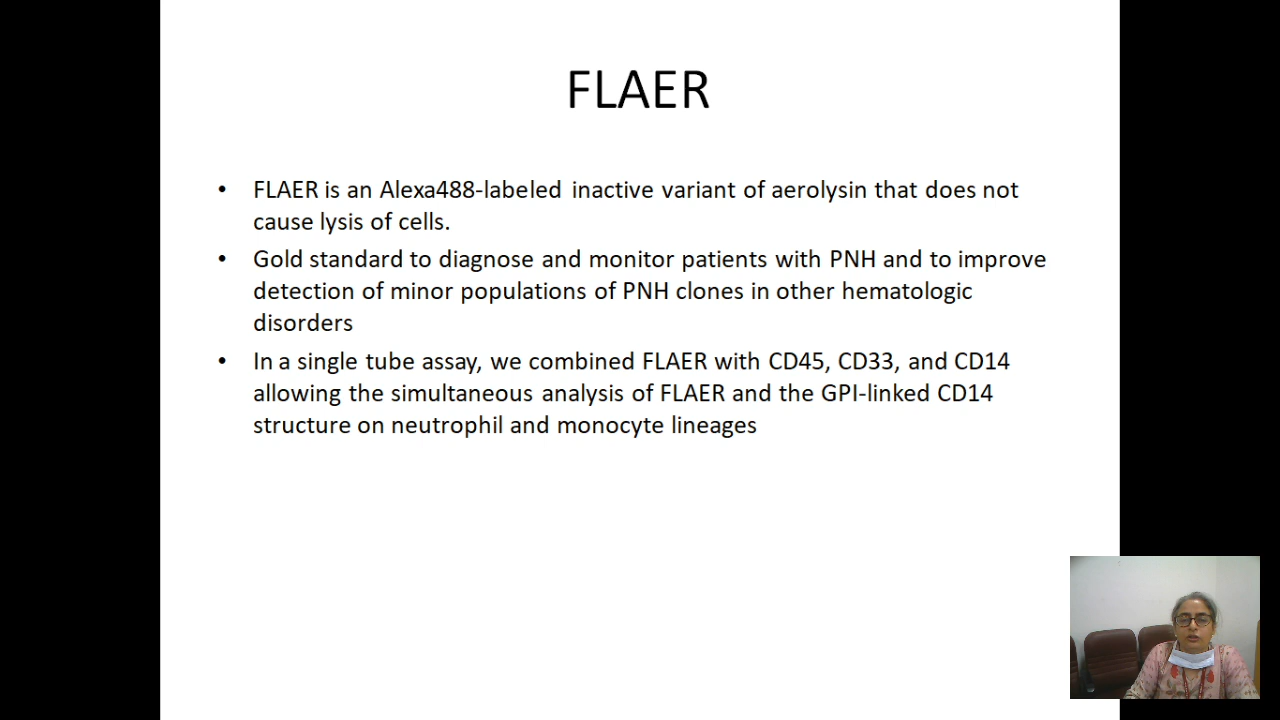 FLAER
• FLAER is an Alexa488-labeled inactive variant of aerolysin that does not
cause lysis of cells.
• Gold standard to diagnose and monitor patients with PNH and to improve
detection of minor populations of PNH clones in other hematologic
disorders
• In a single tube assay, we combined FLAER with CD45, CD33, and CD14
allowing the simultaneous analysis of FLAER and the GPI-linked CD14
structure on neutrophil and monocyte lineages